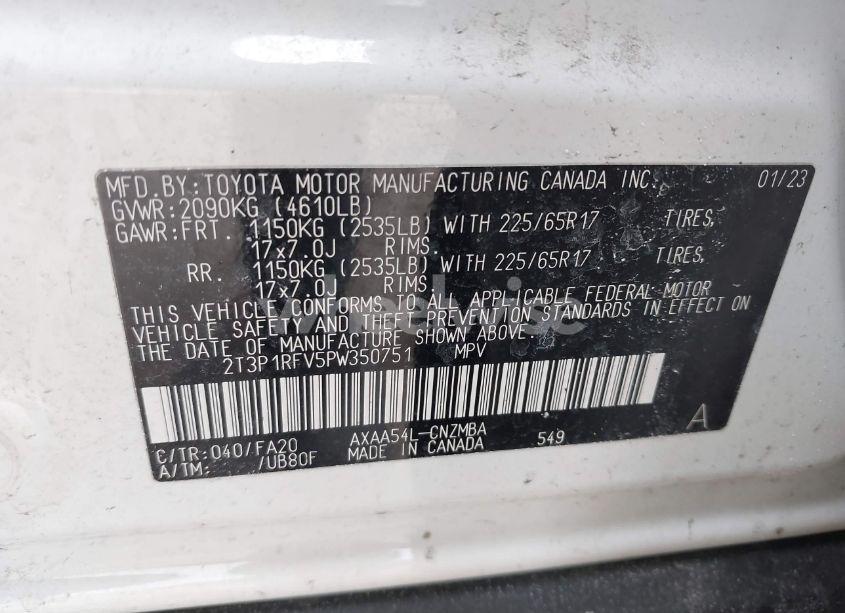 MFD.BY:TOYOTA MOTOR MANUFACTURING CANADA INC. 01/23
GVWR:2090KG (4610LB)
GAWR:FRT. 1150KG (2535LB) WITH 225/65R17 TIRES,
17x7.0J RIMS.
RR. 1150KG (2535LB) WITH 225/65R17 TIRES,
17x7.0J RIMS.
THIS VEHICLE CONFORMS TO ALL APPLICABLE FEDERAL MOTOR
VEHICLE SAFETY AND THEFT PREVENTION STANDARDS IN EFFECT ON
THE DATE OF MANUFACTURE SHOWN ABOVE.
2T3P1RFV5PW350751 MPV
C/TR:040/FA20 AXAA54L-CNZMBA 549 A
A/TM: /UB80F MADE IN CANADA